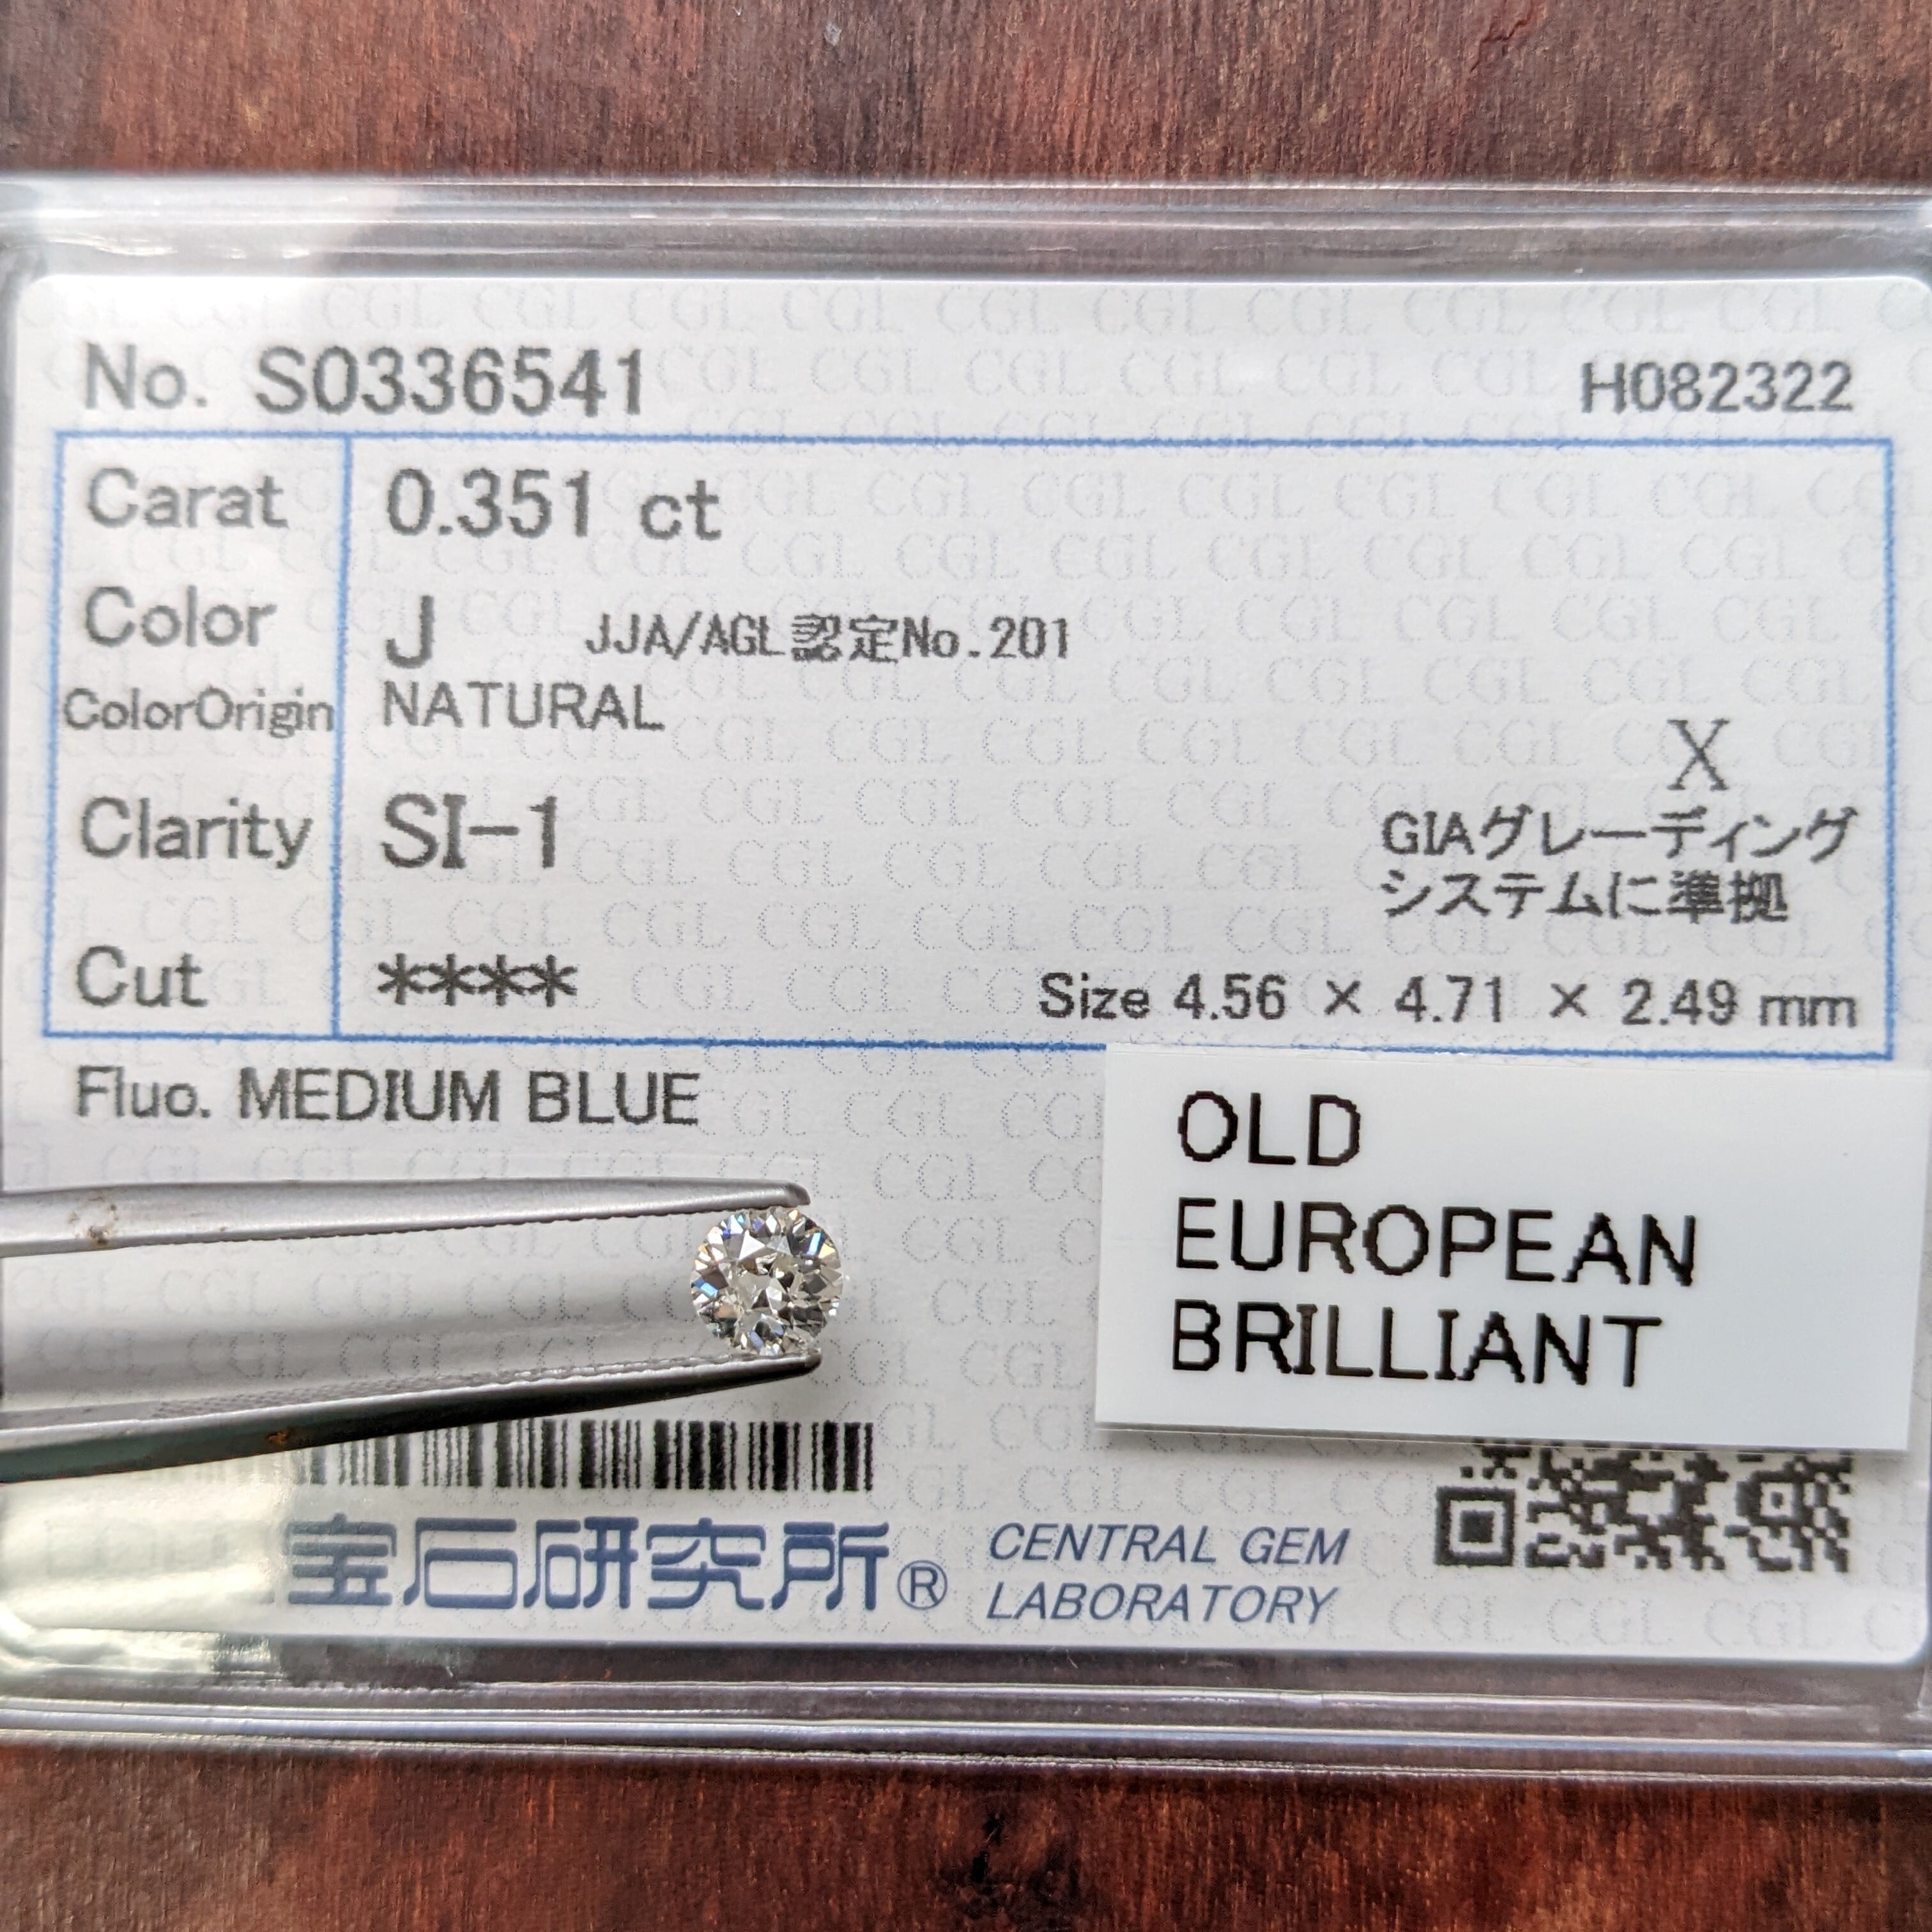 No. S0336541 H082322
Carat 0.351 ct
Color J JJA/AGL認定No.201
ColorOrigin NATURAL
X
Clarity SI-1 GIAグレーディング
システムに準拠
Cut **** Size 4.56 × 4.71 × 2.49 mm
Fluo. MEDIUM BLUE
OLD
EUROPEAN
BRILLIANT
宝石研究所® CENTRAL GEM
LABORATORY